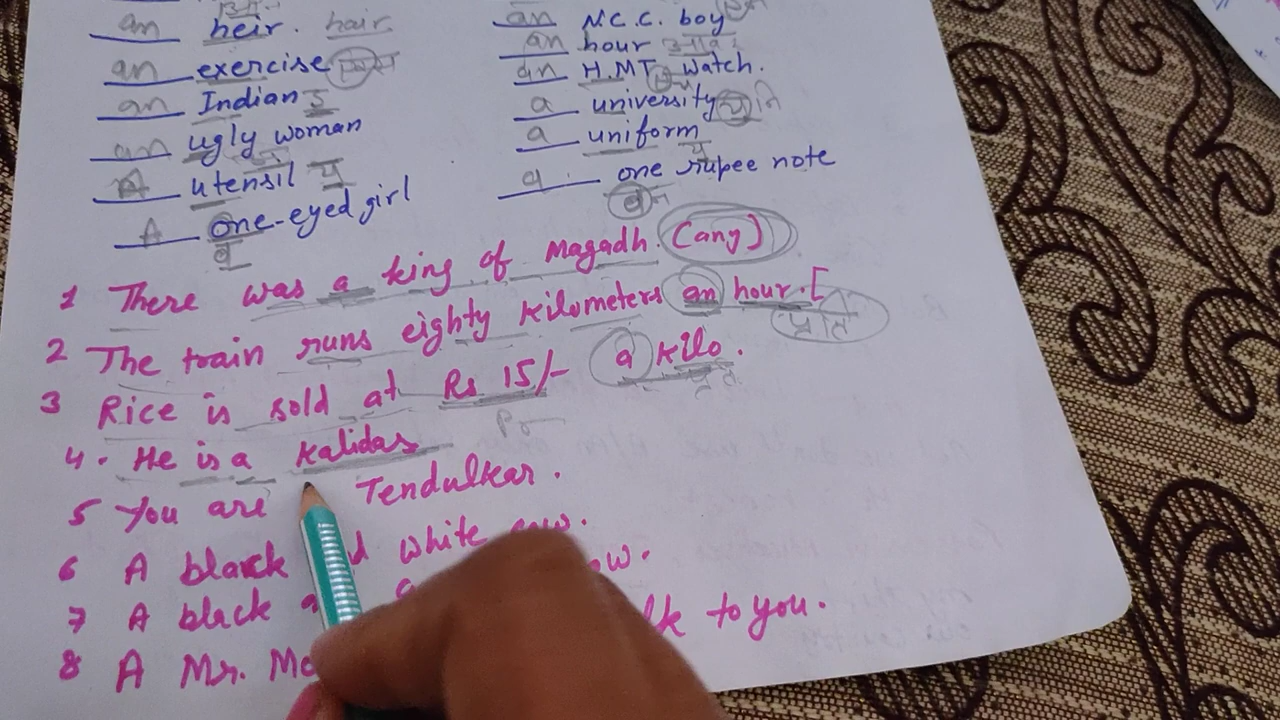 an heir. hair
an exercise
an Indian इ
an ugly woman
A utensil यु
A one-eyed girl
व
an N.C.C. boy
an hour
an H.M.T. Watch.
a university
a uniform
यु
a one rupee note
वन
1 There was a king of Magadh. (any)
2 The train runs eighty kilometers an hour.[
प्रति
3 Rice is sold at Rs 15/- a kilo.
4. He is a Kalidas
5 You are Tendulkar.
6 A black white cow.
7 A black
8 A Mr. to you.